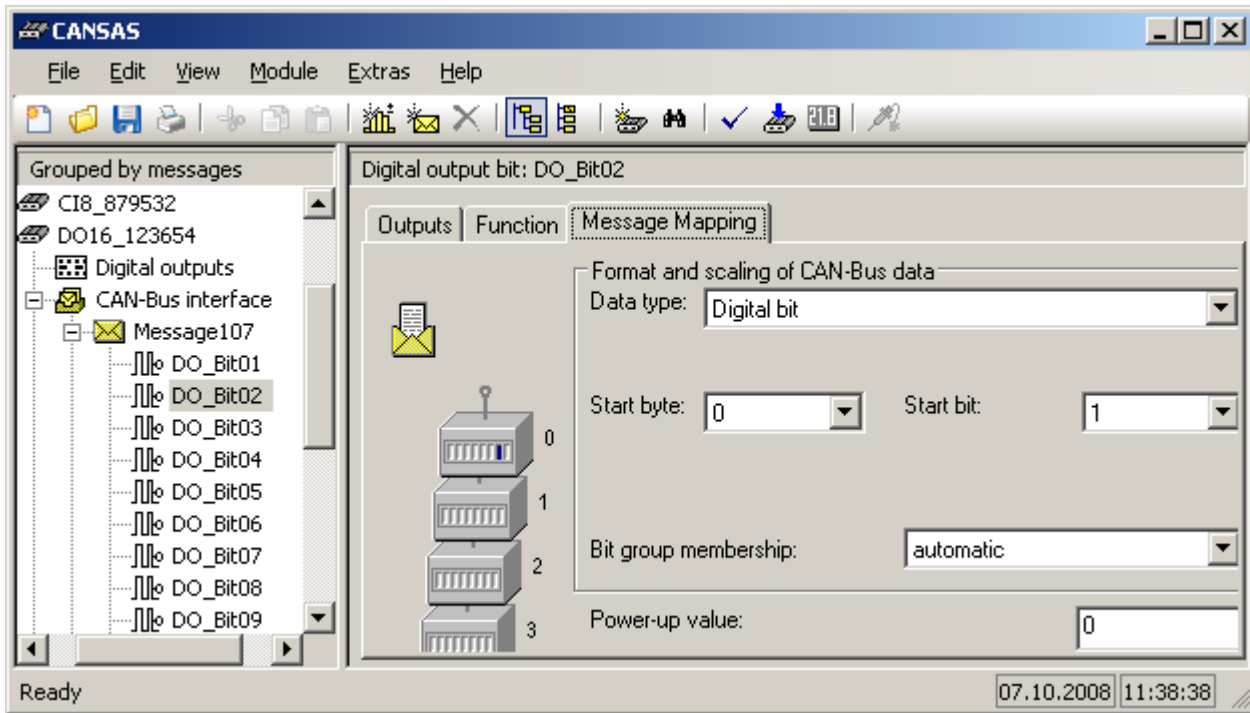 CANSAS
File Edit View Module Extras Help
21.8
Grouped by messages
CI8_879532
DO16_123654
Digital outputs
CAN-Bus interface
Message107
DO_Bit01
DO_Bit02
DO_Bit03
DO_Bit04
DO_Bit05
DO_Bit06
DO_Bit07
DO_Bit08
DO_Bit09
Digital output bit: DO_Bit02
Outputs Function Message Mapping
Format and scaling of CAN-Bus data
Data type: Digital bit
Start byte: 0 Start bit: 1
0
1
2
3
Bit group membership: automatic
Power-up value: 0
Ready 07.10.2008 11:38:38